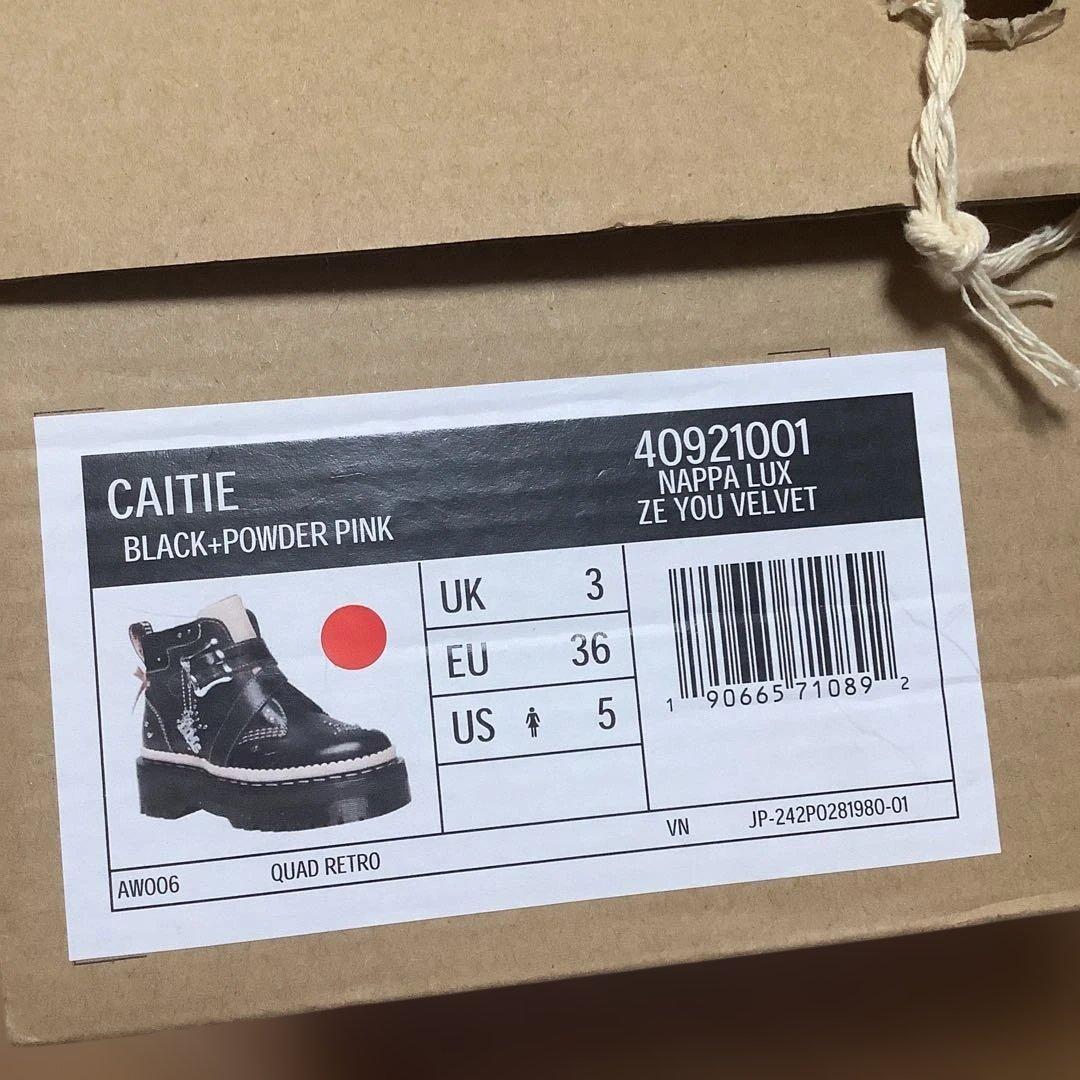 CAITIE
BLACK+POWDER PINK
40921001
NAPPA LUX
ZE YOU VELVET
UK 3
EU 36
US 5
1 90665 71089 2
VN JP-242P0281980-01
AW006 QUAD RETRO